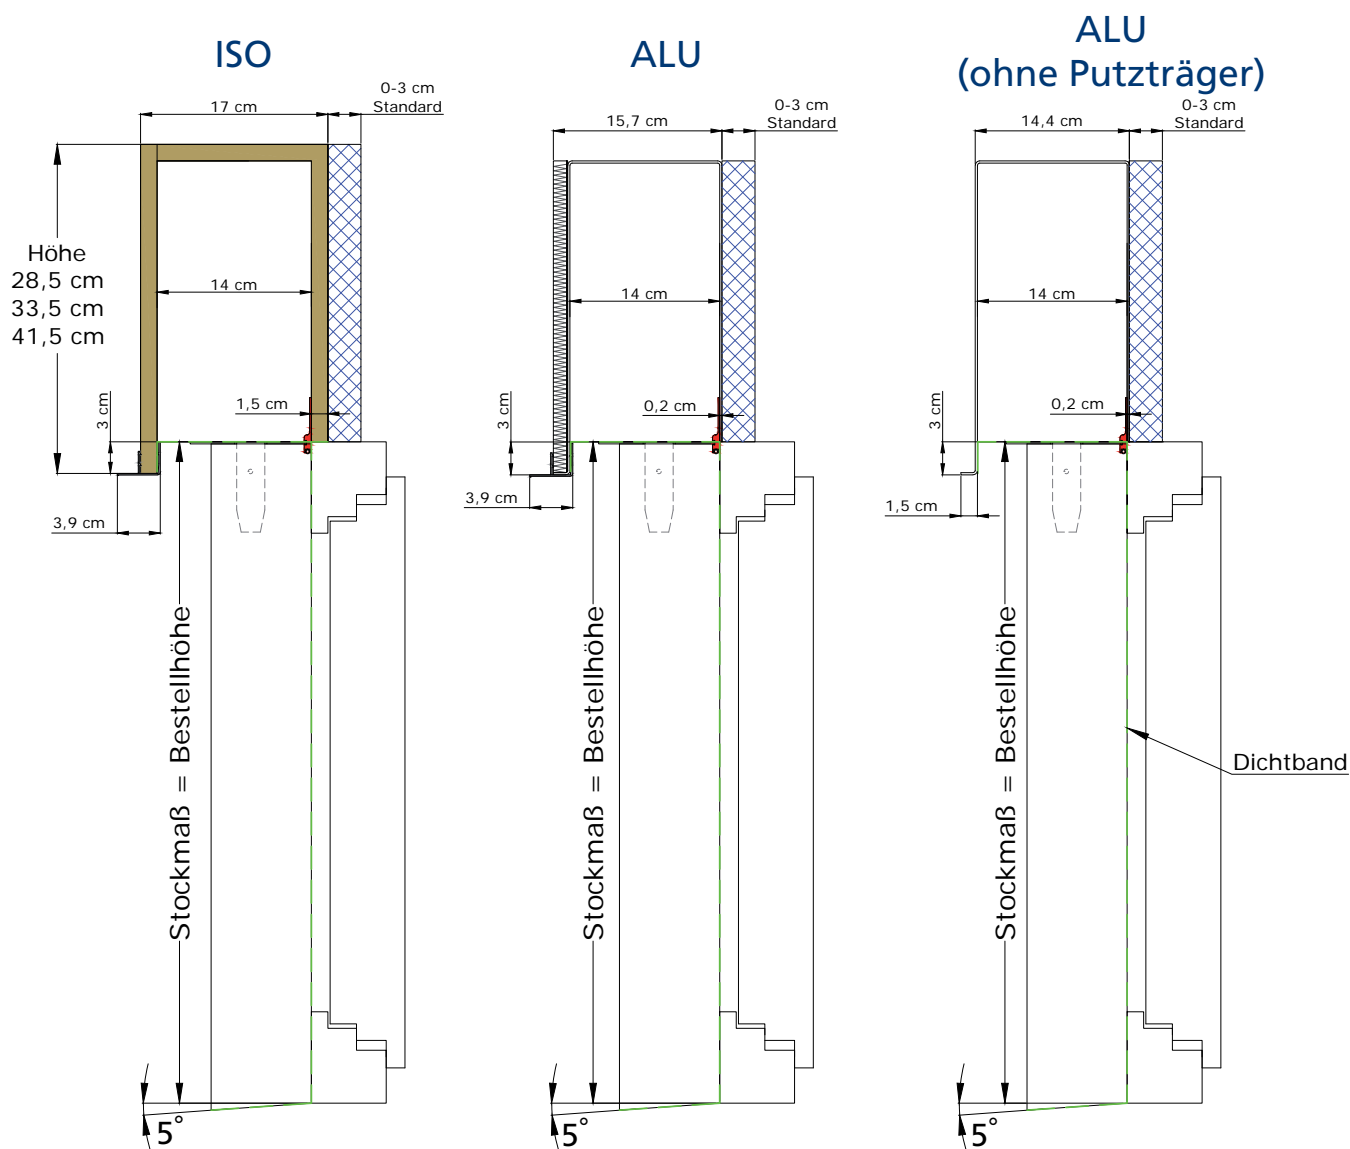 ISO
ALU
ALU
(ohne Putzträger)
17 cm
0-3 cm
Standard
15,7 cm
0-3 cm
Standard
14,4 cm
0-3 cm
Standard
Höhe
28,5 cm
33,5 cm
41,5 cm
14 cm
14 cm
14 cm
3 cm
1,5 cm
3 cm
0,2 cm
3 cm
0,2 cm
3,9 cm
3,9 cm
1,5 cm
Stockmaß = Bestellhöhe
Stockmaß = Bestellhöhe
Stockmaß = Bestellhöhe
Dichtband
5°
5°
5°